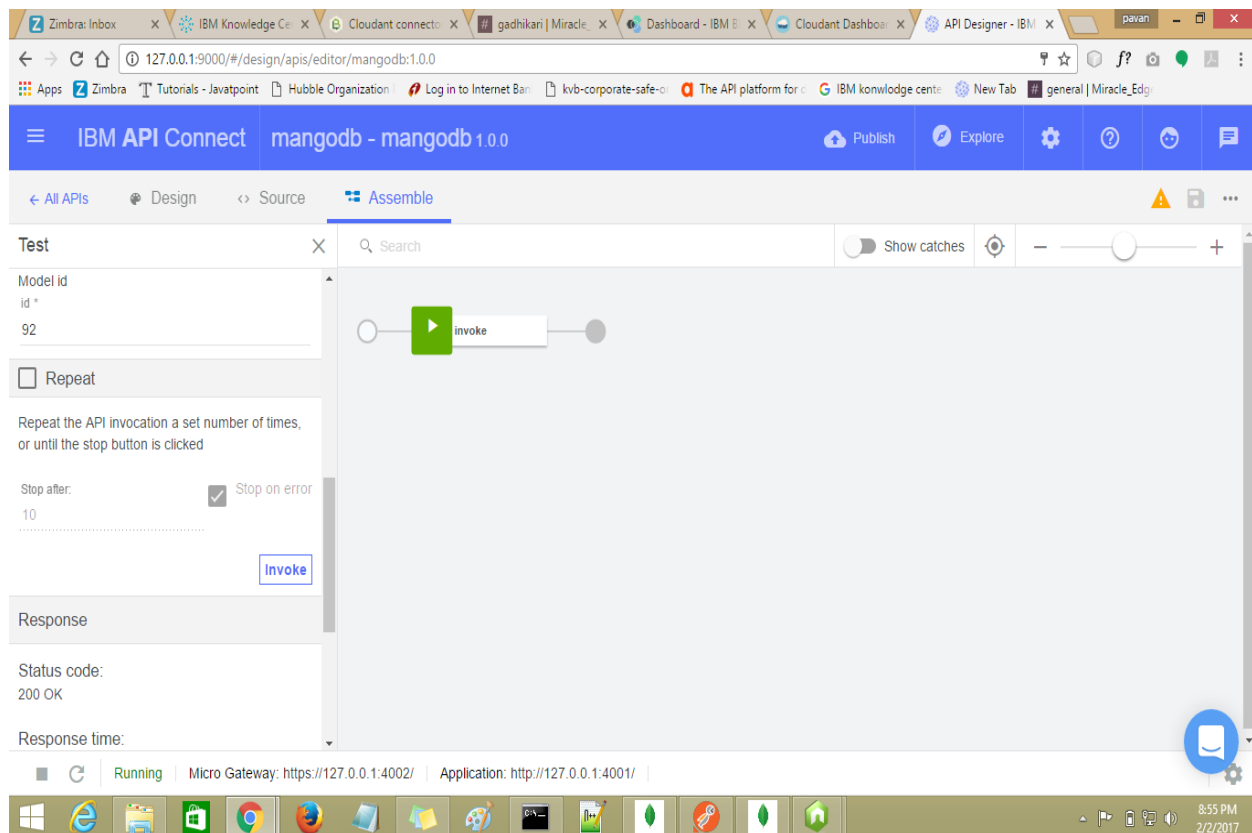 Zimbra: Inbox
IBM Knowledge Ce
Cloudant connecto
gadhikari | Miracle_
Dashboard - IBM B
Cloudant Dashboa
API Designer - IBM
pavan
127.0.0.1:9000/#/design/apis/editor/mangodb:1.0.0
f?
Apps
Zimbra
Tutorials - Javatpoint
Hubble Organization
Log in to Internet Ban
kvb-corporate-safe-o
The API platform for c
IBM konwlodge cente
New Tab
general | Miracle_Edg
IBM API Connect
mangodb - mangodb 1.0.0
Publish
Explore
← All APIs
Design
Source
Assemble
Test
Search
Show catches
Model id
id *
92
invoke
Repeat
Repeat the API invocation a set number of times,
or until the stop button is clicked
Stop after:
Stop on error
10
Invoke
Response
Status code:
200 OK
Response time:
Running
Micro Gateway: https://127.0.0.1:4002/
Application: http://127.0.0.1:4001/
8:55 PM
2/2/2017